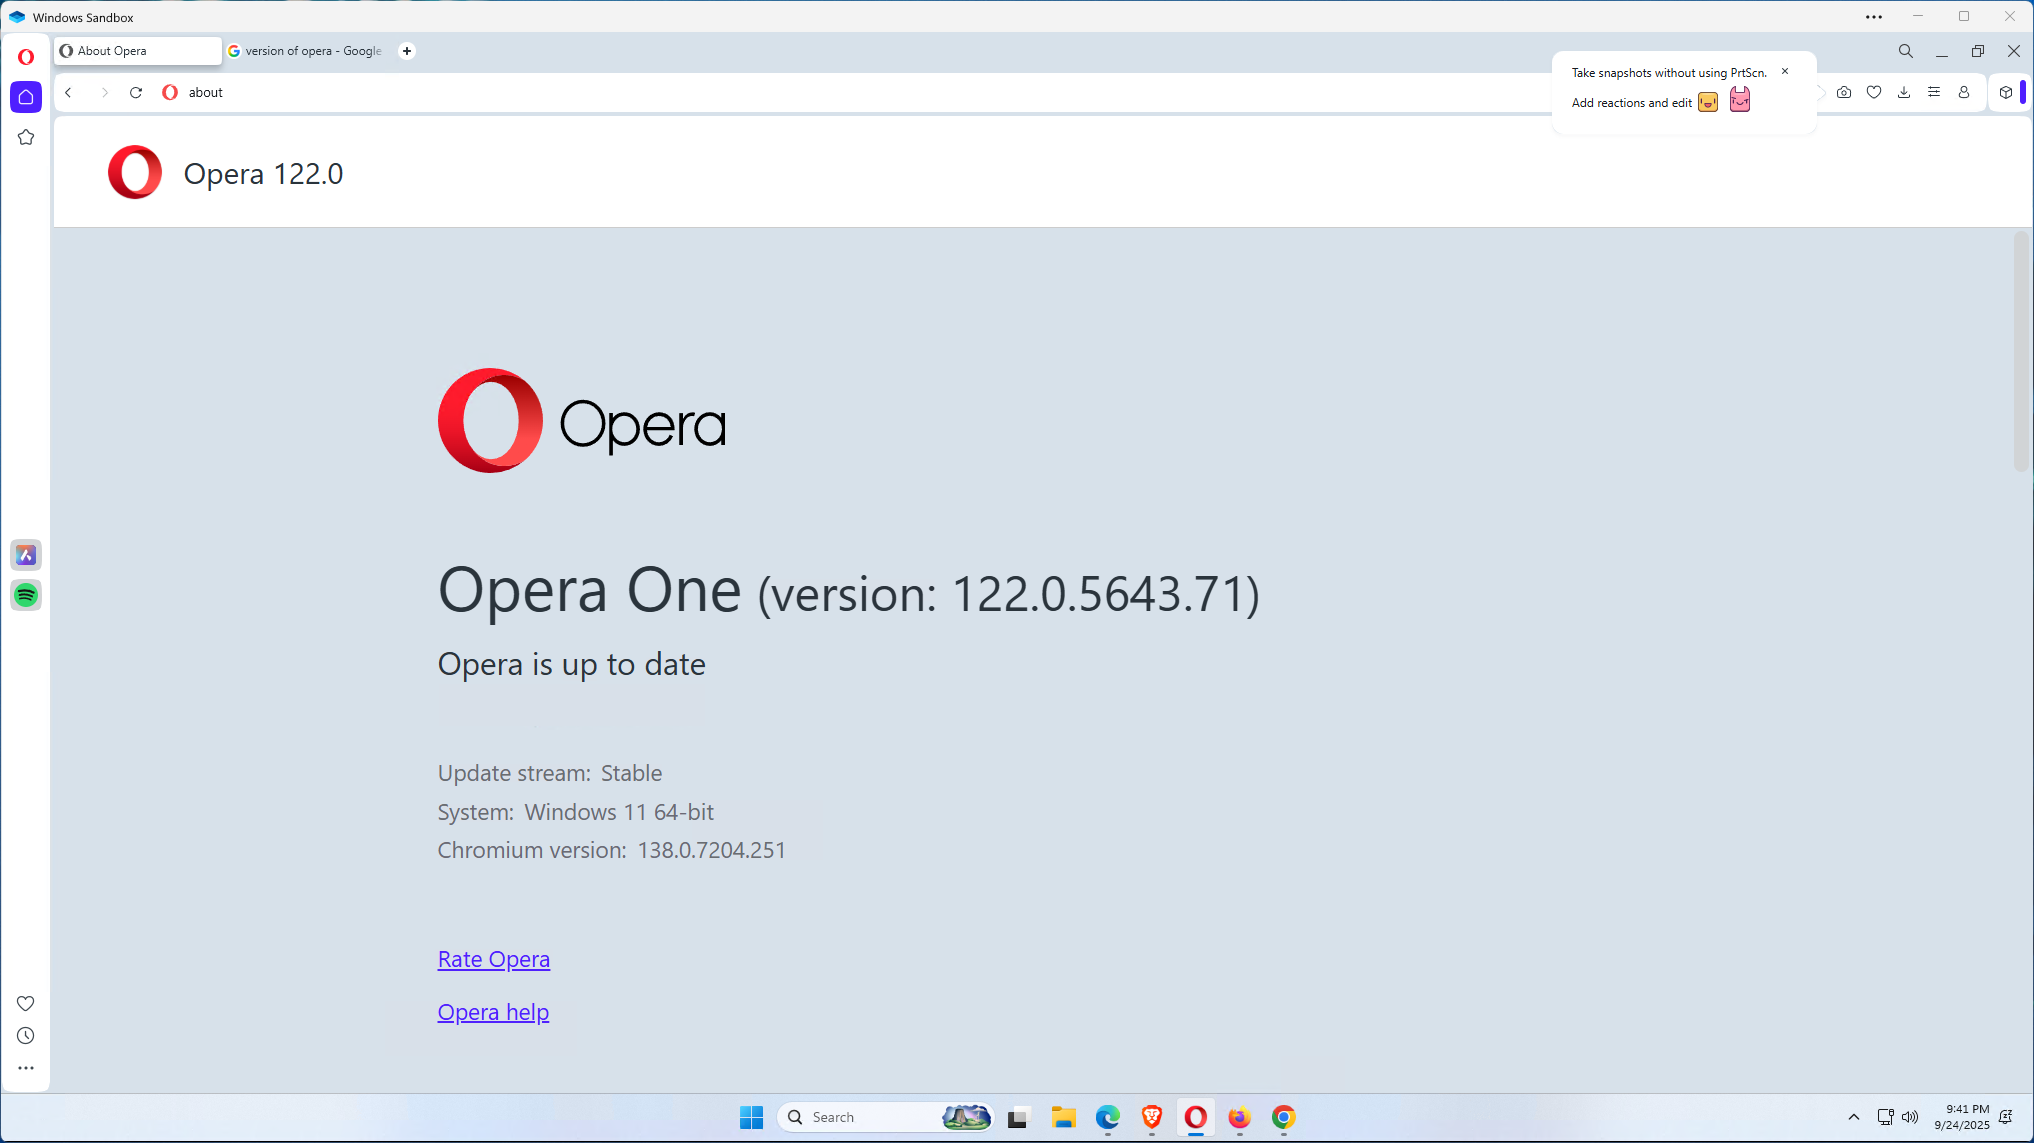 Windows Sandbox
About Opera
version of opera - Google
about
Take snapshots without using PrtScn.
Add reactions and edit
Opera 122.0
Opera
Opera One (version: 122.0.5643.71)
Opera is up to date
Update stream: Stable
System: Windows 11 64-bit
Chromium version: 138.0.7204.251
Rate Opera
Opera help
Search
9:41 PM
9/24/2025